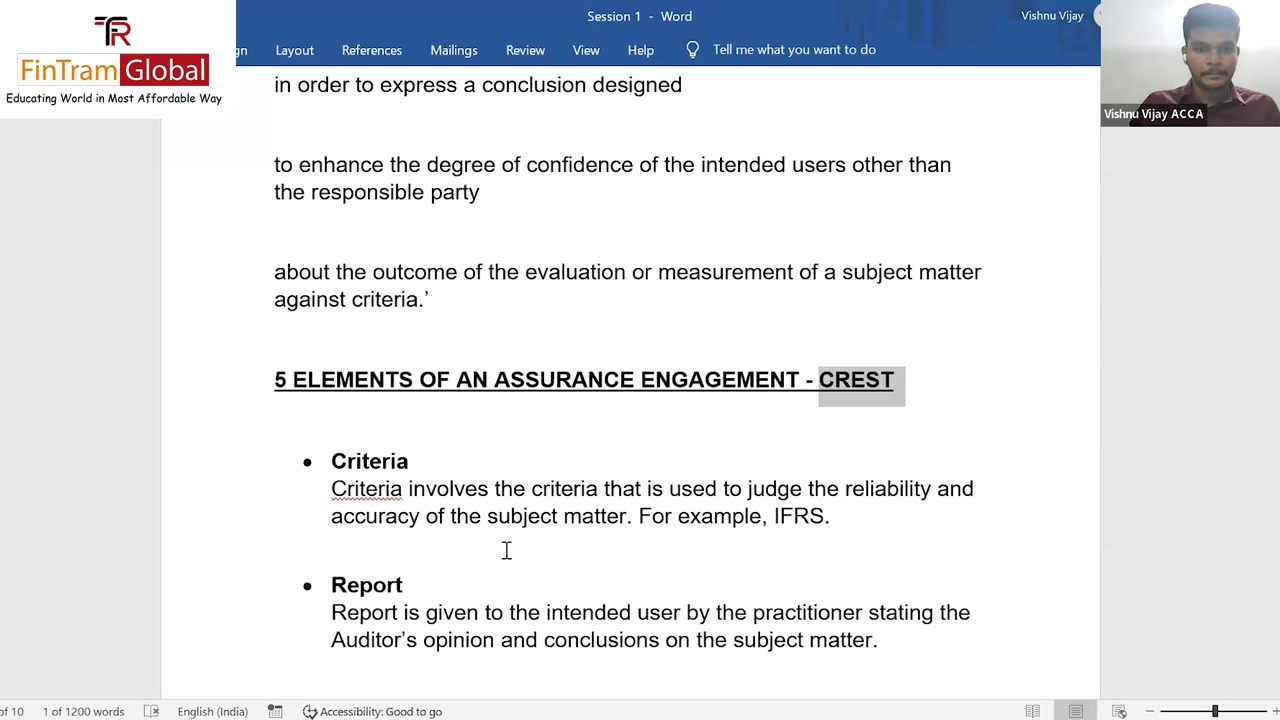 Session 1 - Word
Vishnu Vijay
FinTram Global
Educating World in Most Affordable Way
Layout References Mailings Review View Help Tell me what you want to do
Vishnu Vijay ACCA
in order to express a conclusion designed
to enhance the degree of confidence of the intended users other than
the responsible party
about the outcome of the evaluation or measurement of a subject matter
against criteria.’
5 ELEMENTS OF AN ASSURANCE ENGAGEMENT - CREST
• Criteria
Criteria involves the criteria that is used to judge the reliability and
accuracy of the subject matter. For example, IFRS.
• Report
Report is given to the intended user by the practitioner stating the
Auditor’s opinion and conclusions on the subject matter.
of 10 1 of 1200 words English (India) Accessibility: Good to go